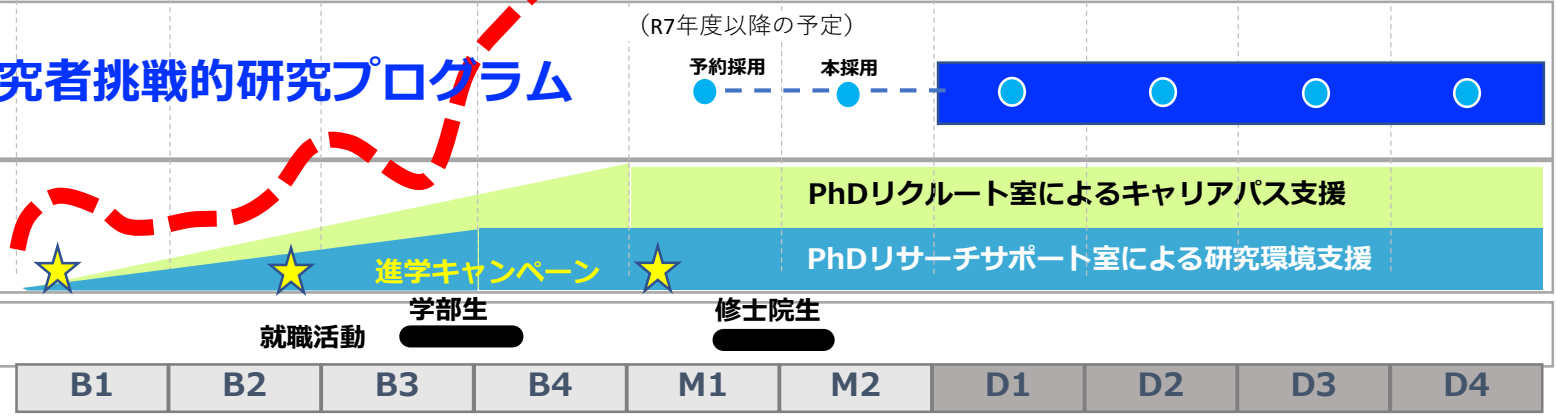 （R7年度以降の予定）
予約採用 本採用
究者挑戦的研究プログラム
PhDリクルート室によるキャリアパス支援
PhDリサーチサポート室による研究環境支援
進学キャンペーン
学部生 修士院生
就職活動
B1 B2 B3 B4 M1 M2 D1 D2 D3 D4